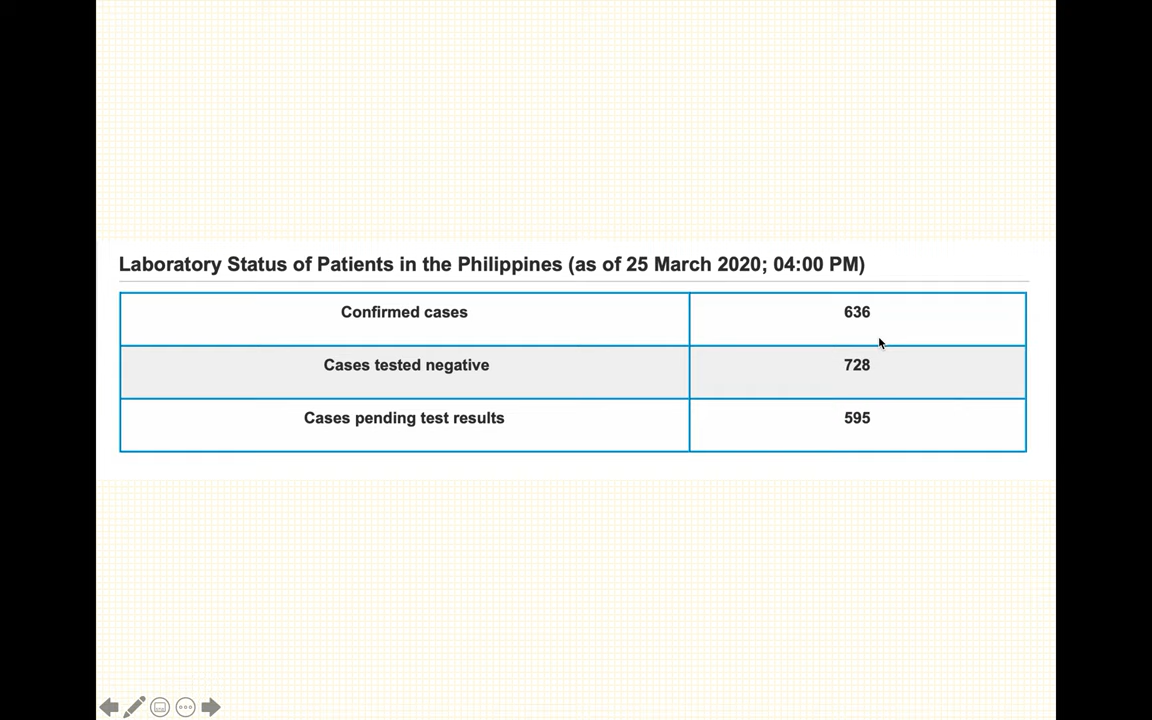 Laboratory Status of Patients in the Philippines (as of 25 March 2020; 04:00 PM)
Confirmed cases 636
Cases tested negative 728
Cases pending test results 595